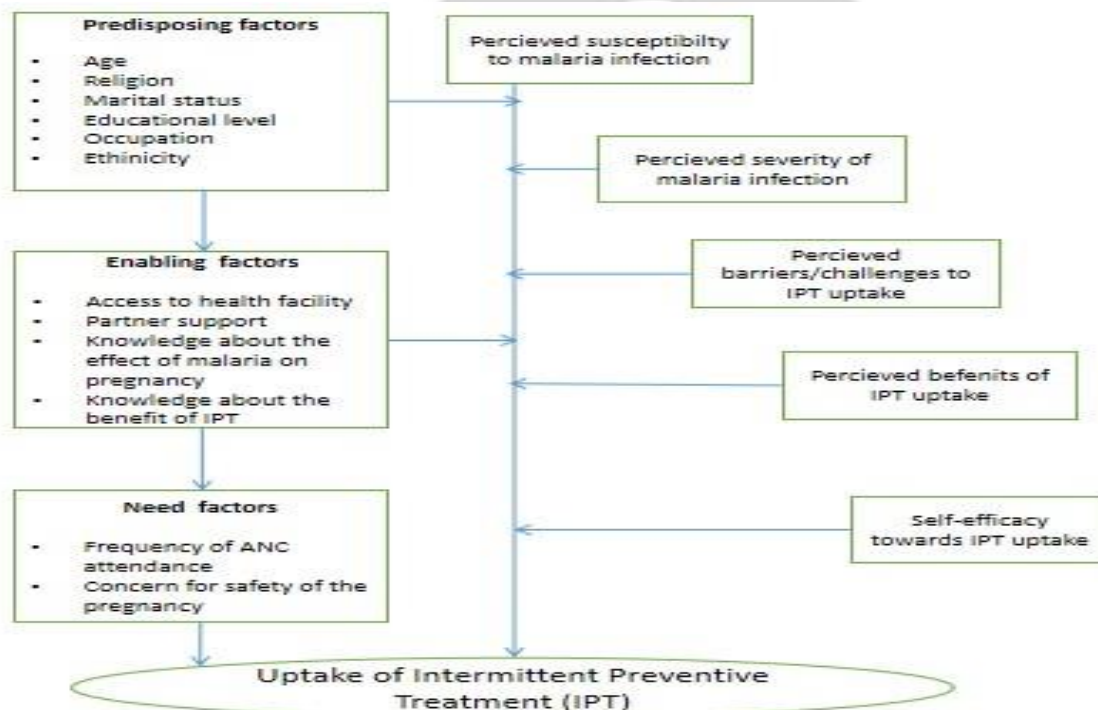 Predisposing factors
• Age
• Religion
• Marital status
• Educational level
• Occupation
• Ethinicity
Percieved susceptibilty
to malaria infection
Percieved severity of
malaria infection
Enabling factors
• Access to health facility
• Partner support
• Knowledge about the
effect of malaria on
pregnancy
• Knowledge about the
benefit of IPT
Percieved
barriers/challenges to
IPT uptake
Percieved befenits of
IPT uptake
Need factors
• Frequency of ANC
attendance
• Concern for safety of the
pregnancy
Self-efficacy
towards IPT uptake
Uptake of Intermittent Preventive
Treatment (IPT)